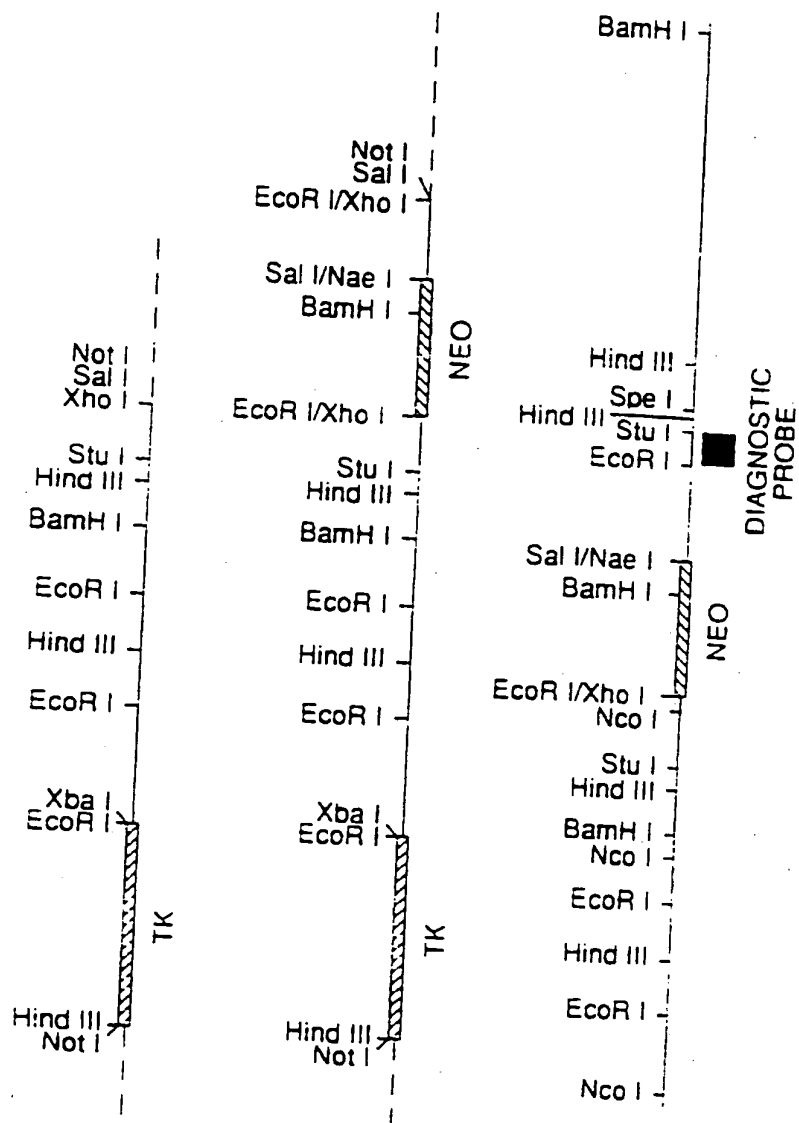 Not I
Sal I
Xho I
Stu I
Hind III
BamH I
EcoR I
Hind III
EcoR I
Xba I
EcoR I
TK
Hind III
Not I
Not I
Sal I
EcoR I/Xho I
Sal I/Nae I
BamH I
NEO
EcoR I/Xho I
Stu I
Hind III
BamH I
EcoR I
Hind III
EcoR I
Xba I
EcoR I
TK
Hind III
Not I
BamH I
Hind III
Spe I
Hind III
Stu I
EcoR I
DIAGNOSTIC
PROBE
Sal I/Nae I
BamH I
NEO
EcoR I/Xho I
Nco I
Stu I
Hind III
BamH I
Nco I
EcoR I
Hind III
EcoR I
Nco I